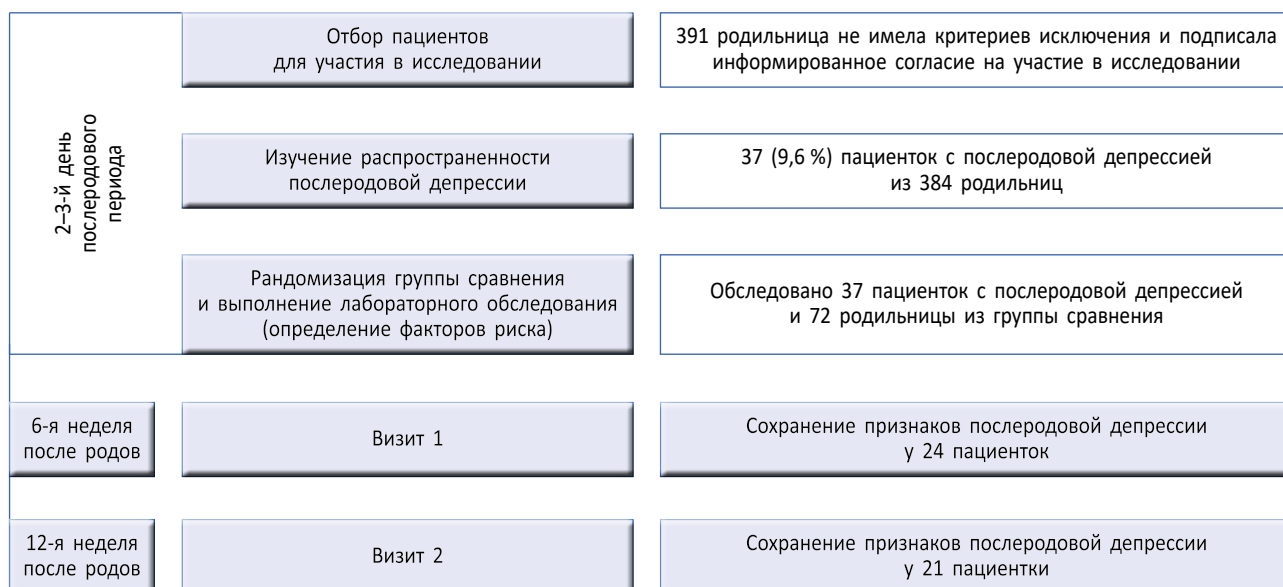 2–3-й день
послеродового
периода
Отбор пациентов
для участия в исследовании
391 родильница не имела критериев исключения и подписала
информированное согласие на участие в исследовании
Изучение распространенности
послеродовой депрессии
37 (9,6 %) пациенток с послеродовой депрессией
из 384 родильниц
Рандомизация группы сравнения
и выполнение лабораторного обследования
(определение факторов риска)
Обследовано 37 пациенток с послеродовой депрессией
и 72 родильницы из группы сравнения
6-я неделя
после родов
Визит 1
Сохранение признаков послеродовой депрессии
у 24 пациенток
12-я неделя
после родов
Визит 2
Сохранение признаков послеродовой депрессии
у 21 пациентки